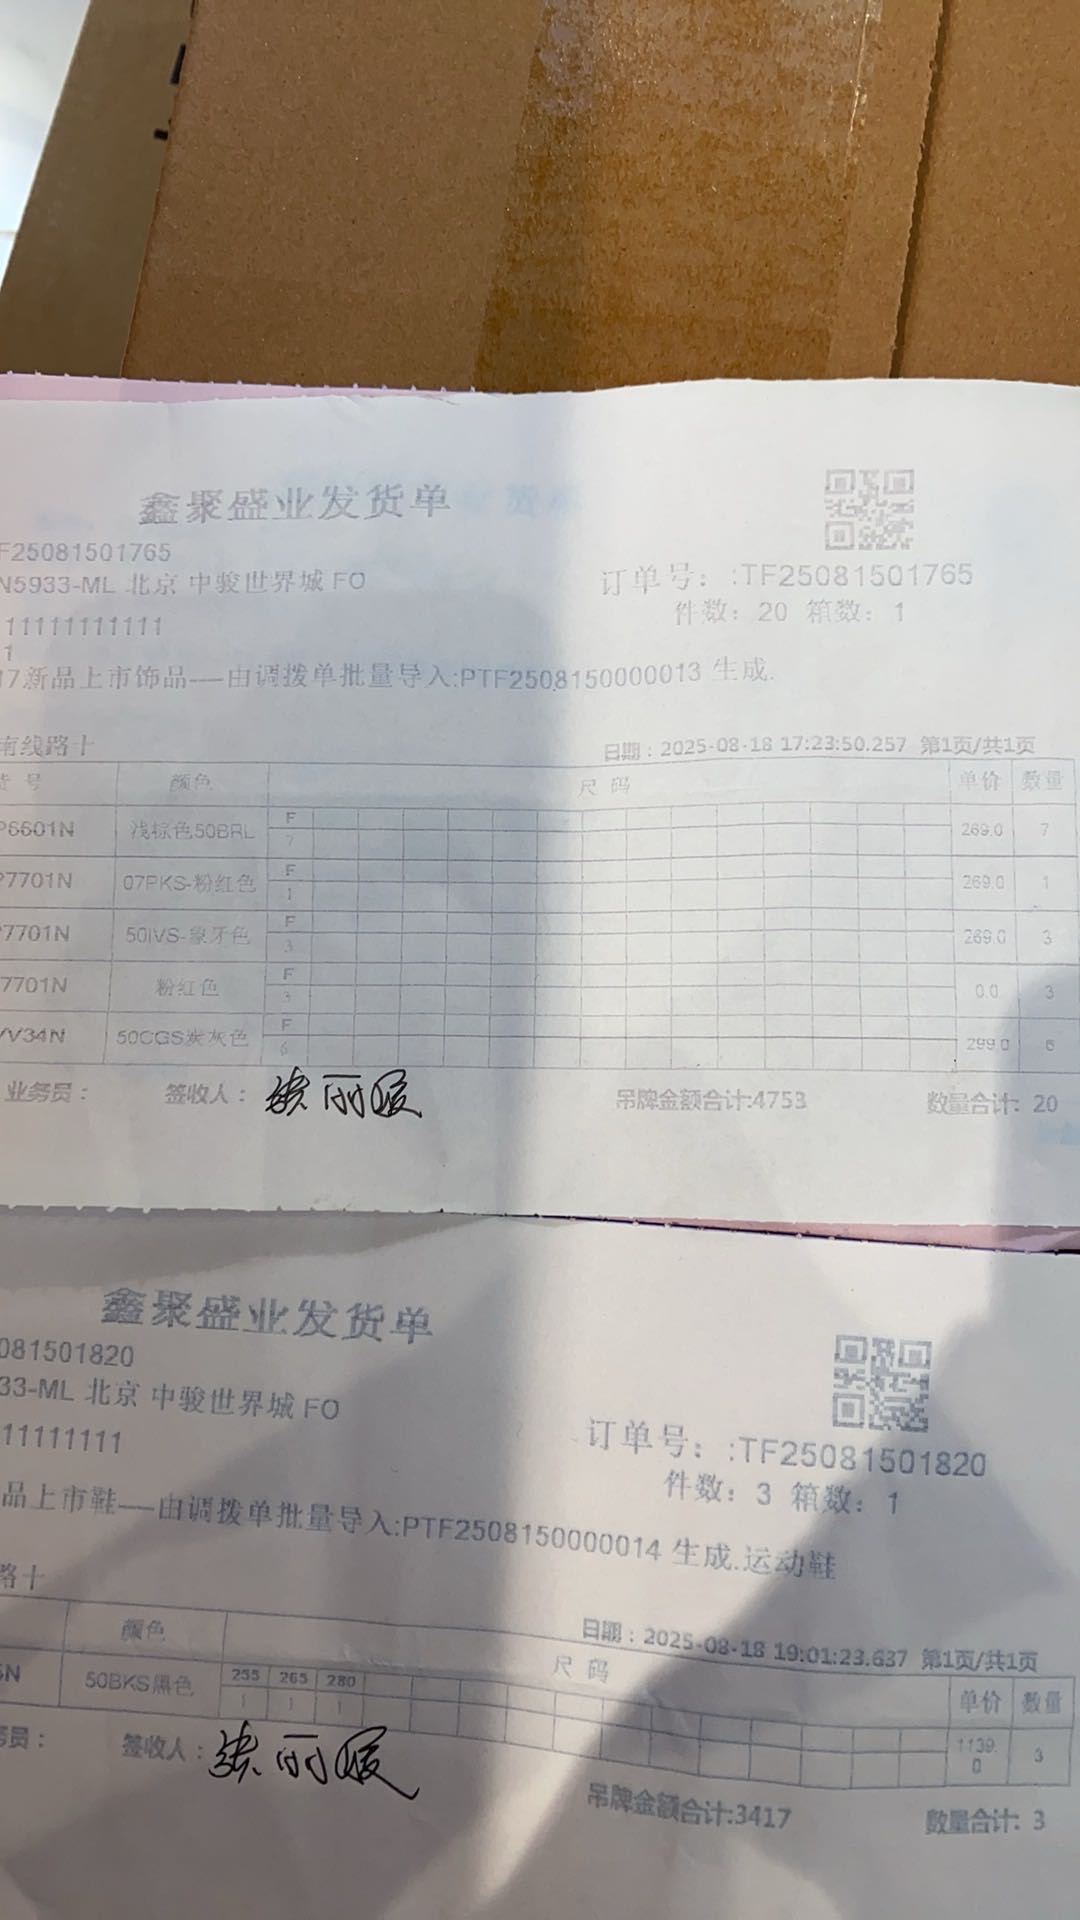 鑫聚盛业发货单
F25081501765
N5933-ML 北京 中骏世界城 FO
订单号：:TF25081501765
11111111111
件数：20 箱数：1
1
17新品上市饰品——由调拨单批量导入:PTF2508150000013 生成.
南线路十
日期：2025-08-18 17:23:50.257 第1页/共1页
货号 颜色 尺码 单价 数量
P6601N 浅棕色50BRL F 7 269.0 7
P7701N 07PKS-粉红色 F 1 269.0 1
7701N 50IVS-象牙色 F 3 269.0 3
7701N 粉红色 F 3 0.0 3
V34N 50CGS炭灰色 F 6 299.0 6
业务员： 签收人： 丽 吊牌金额合计:4753 数量合计：20
鑫聚盛业发货单
081501820
33-ML 北京 中骏世界城 FO
订单号：:TF25081501820
11111111
件数：3 箱数：1
品上市鞋——由调拨单批量导入:PTF2508150000014 生成.运动鞋
路十
日期：2025-08-18 19:01:23.637 第1页/共1页
颜色 尺码 单价 数量
N 50BKS黑色 255 265 280 1139.0 3
1 1 1
务员： 签收人： 丽 吊牌金额合计:3417 数量合计：3